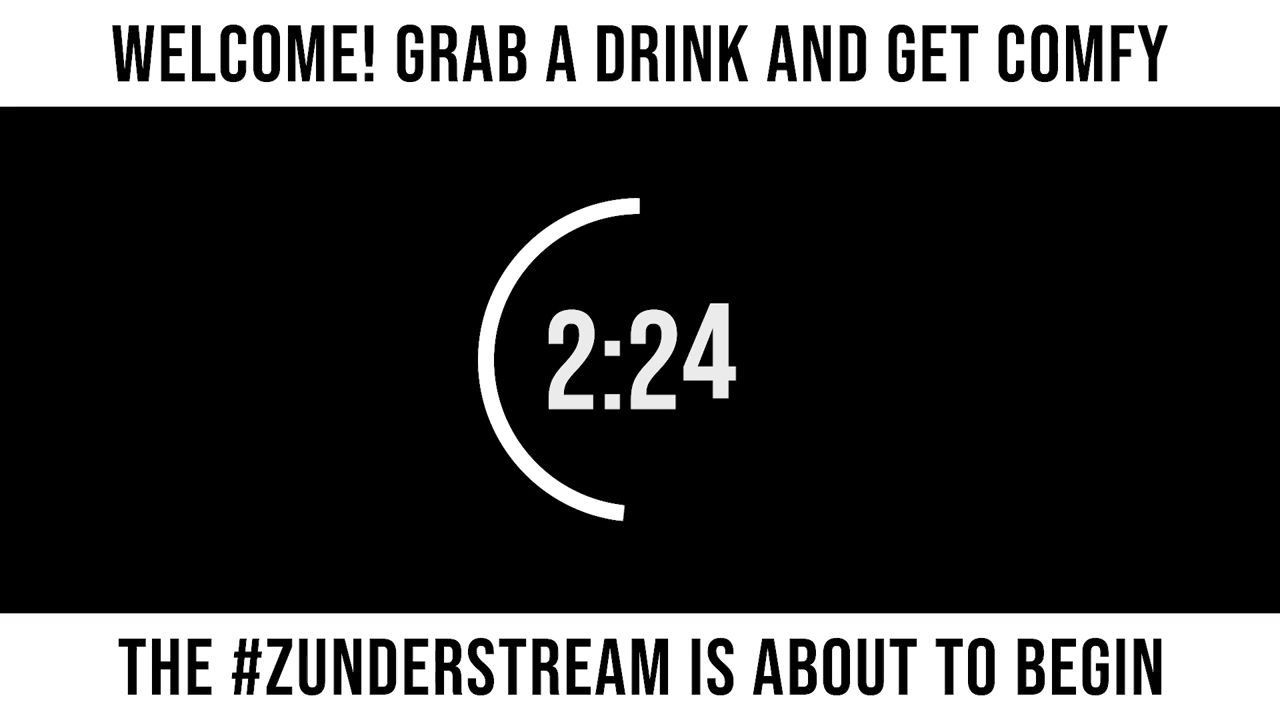 WELCOME! GRAB A DRINK AND GET COMFY
2:24
THE #ZUNDERSTREAM IS ABOUT TO BEGIN